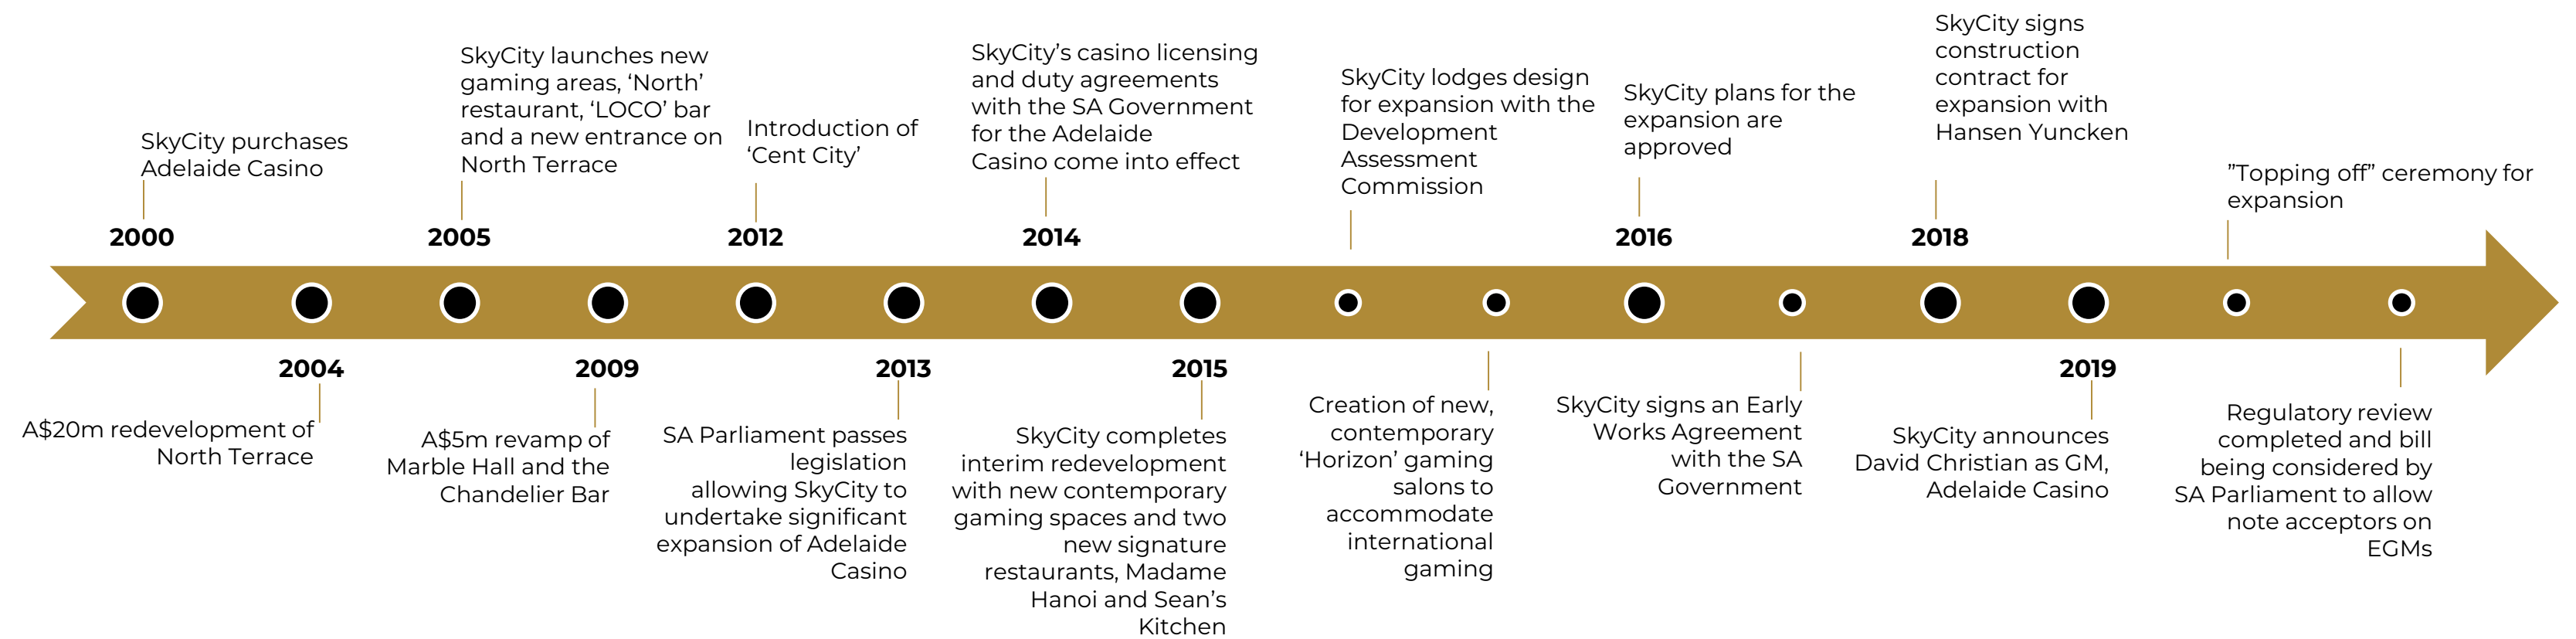 SkyCity purchases
Adelaide Casino
2000
2004
A$20m redevelopment of
North Terrace
SkyCity launches new
gaming areas, ‘North’
restaurant, ‘LOCO’ bar
and a new entrance on
North Terrace
2005
2009
A$5m revamp of
Marble Hall and the
Chandelier Bar
Introduction of
‘Cent City’
2012
2013
SA Parliament passes
legislation
allowing SkyCity to
undertake significant
expansion of Adelaide
Casino
SkyCity’s casino licensing
and duty agreements
with the SA Government
for the Adelaide
Casino come into effect
2014
2015
SkyCity completes
interim redevelopment
with new contemporary
gaming spaces and two
new signature
restaurants, Madame
Hanoi and Sean’s
Kitchen
SkyCity lodges design
for expansion with the
Development
Assessment
Commission
Creation of new,
contemporary
‘Horizon’ gaming
salons to
accommodate
international
gaming
SkyCity plans for the
expansion are
approved
2016
SkyCity signs an Early
Works Agreement
with the SA
Government
SkyCity signs
construction
contract for
expansion with
Hansen Yuncken
2018
2019
SkyCity announces
David Christian as GM,
Adelaide Casino
”Topping off” ceremony for
expansion
Regulatory review
completed and bill
being considered by
SA Parliament to allow
note acceptors on
EGMs